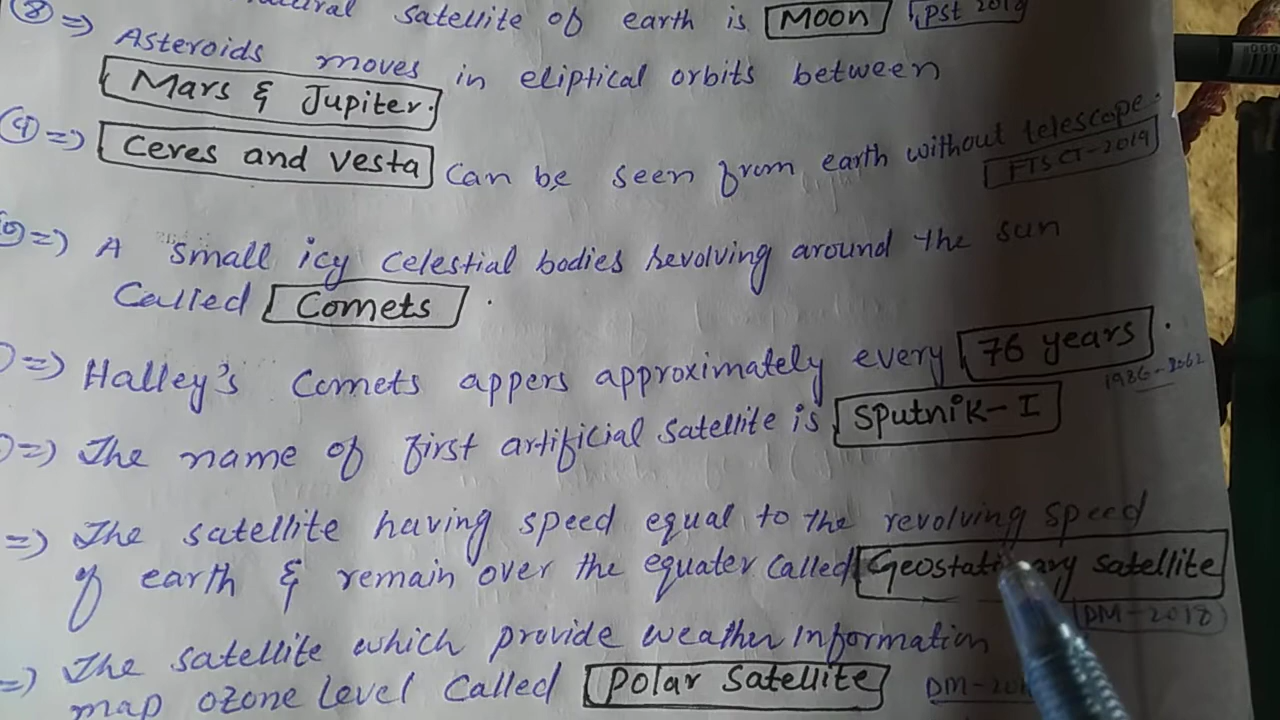 (8) => satellite of earth is Moon PST 2018
Asteroids moves in eliptical orbits between
Mars & Jupiter.
(9) => Ceres and Vesta can be seen from earth without telescope.
FTSCT-2019
=> A small icy celestial bodies revolving around the sun
Called Comets .
=> Halley's Comets appers approximately every 76 years .
1986-2062
=> The name of first artificial satellite is Sputnik-I
=> The satellite having speed equal to the revolving speed
of earth & remain over the equater called Geostationary satellite
DM-2018
=> The satellite which provide weather Information
map ozone Level Called Polar Satellite